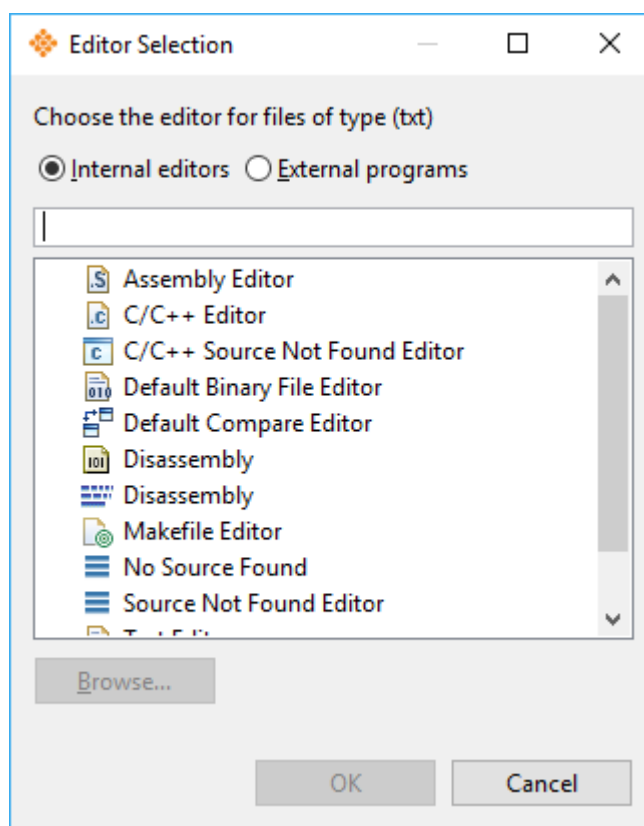 Editor Selection
Choose the editor for files of type (txt)
Internal editors External programs
.S Assembly Editor
.c C/C++ Editor
c C/C++ Source Not Found Editor
010 Default Binary File Editor
Default Compare Editor
101 Disassembly
Disassembly
Makefile Editor
No Source Found
Source Not Found Editor
Browse...
OK Cancel